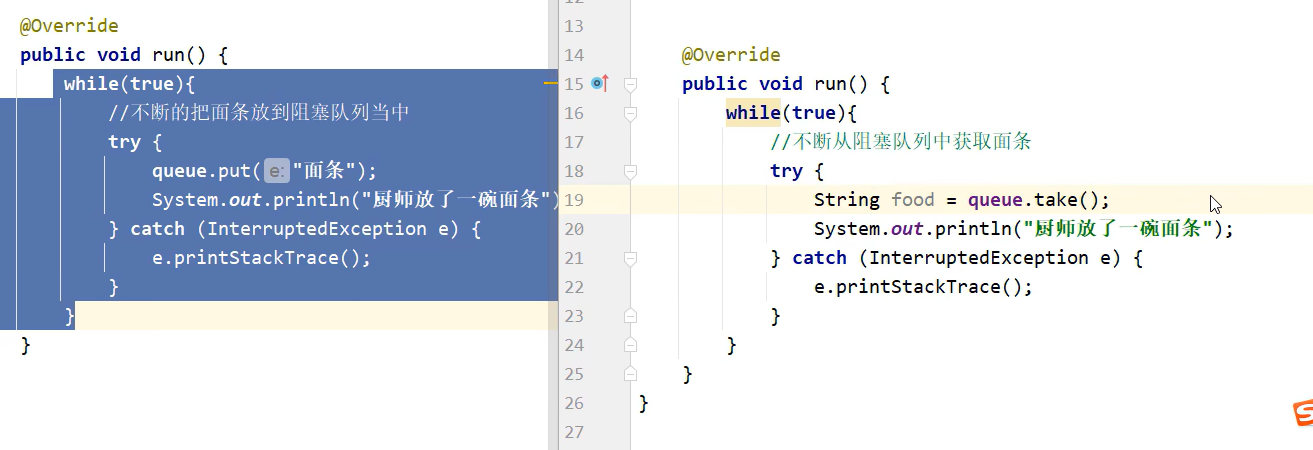 @Override
public void run() {
while(true){
//不断的把面条放到阻塞队列当中
try {
queue.put( e: "面条");
System.out.println("厨师放了一碗面条")
} catch (InterruptedException e) {
e.printStackTrace();
}
}
}
13
14 @Override
15 public void run() {
16 while(true){
17 //不断从阻塞队列中获取面条
18 try {
19 String food = queue.take();
20 System.out.println("厨师放了一碗面条");
21 } catch (InterruptedException e) {
22 e.printStackTrace();
23 }
24 }
25 }
26 }
27